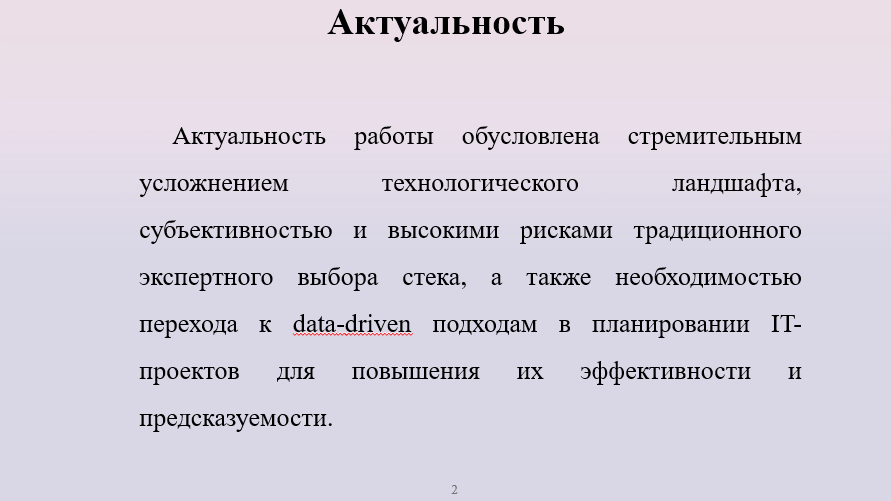 Актуальность
Актуальность работы обусловлена стремительным
усложнением технологического ландшафта,
субъективностью и высокими рисками традиционного
экспертного выбора стека, а также необходимостью
перехода к data-driven подходам в планировании IT-
проектов для повышения их эффективности и
предсказуемости.
2